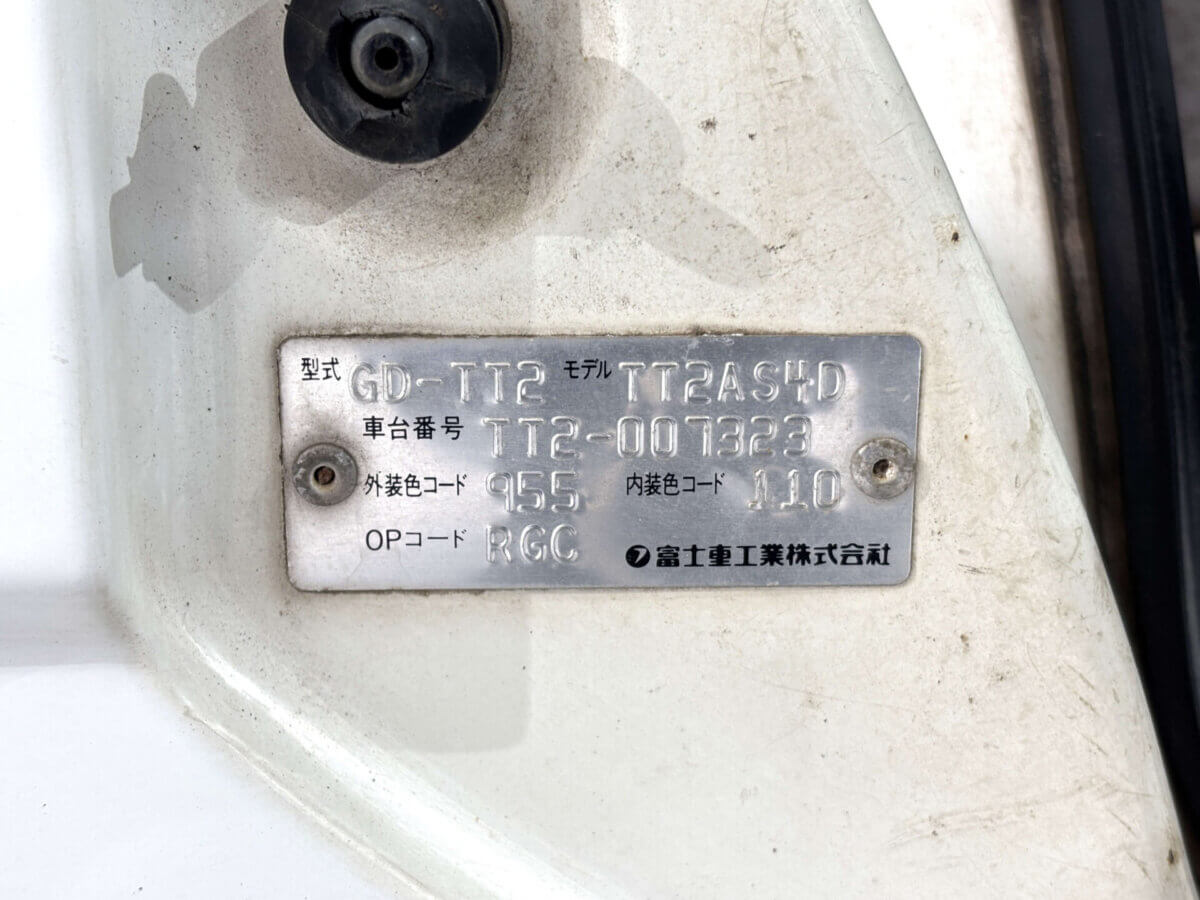 型式 GD-TT2 モデル TT2AS4D
車台番号 TT2-007323
外装色コード 955 内装色コード 110
OPコード RGC 富士重工業株式会社